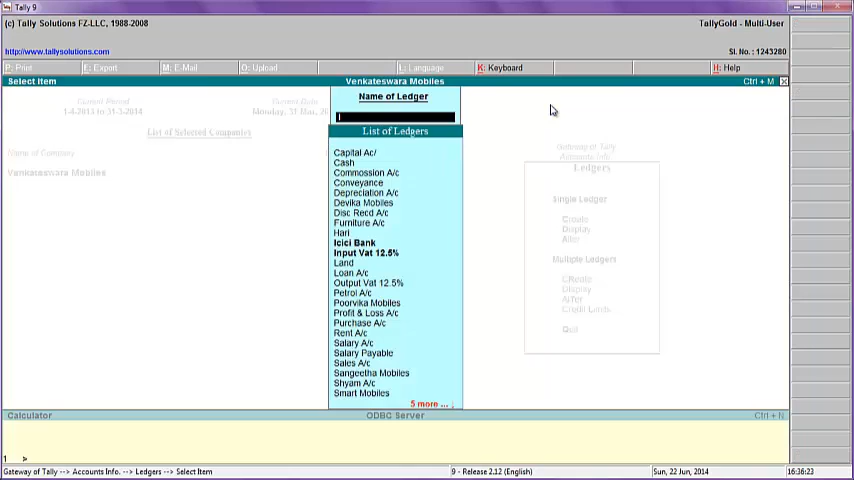 Tally 9
(c) Tally Solutions FZ-LLC, 1988-2008
TallyGold - Multi-User
http://www.tallysolutions.com
Sl. No.: 1243280
P: Print
E: Export
M: E-Mail
O: Upload
L: Language
K: Keyboard
H: Help
Select Item
Venkateswara Mobiles
Ctrl + M
Current Period
1-4-2013 to 31-3-2014
Current Date
Monday, 31 Mar, 20
Name of Ledger
List of Selected Companies
Name of Company
Venkateswara Mobiles
List of Ledgers
Capital Ac/
Cash
Commossion A/c
Conveyance
Depreciation A/c
Devika Mobiles
Disc Recd A/c
Furniture A/c
Hari
Icici Bank
Input Vat 12.5%
Land
Loan A/c
Output Vat 12.5%
Petrol A/c
Poorvika Mobiles
Profit & Loss A/c
Purchase A/c
Rent A/c
Salary A/c
Salary Payable
Sales A/c
Sangeetha Mobiles
Shyam A/c
Smart Mobiles
5 more ... ↓
Gateway of Tally
Accounts Info.
Ledgers
Single Ledger
Create
Display
Alter
Multiple Ledgers
CReate
DIsplay
AlTer
Credit Limits
Quit
Calculator
ODBC Server
Ctrl + N
1 >
Gateway of Tally --> Accounts Info. --> Ledgers --> Select Item
9 - Release 2.12 (English)
Sun, 22 Jun, 2014
16:36:23